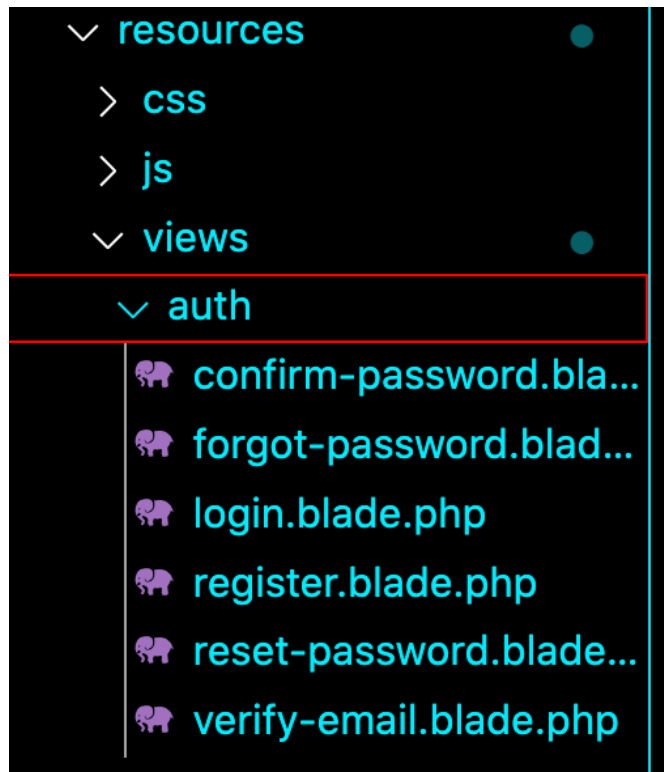 resources
css
js
views
auth
confirm-password.bla...
forgot-password.blad...
login.blade.php
register.blade.php
reset-password.blade...
verify-email.blade.php